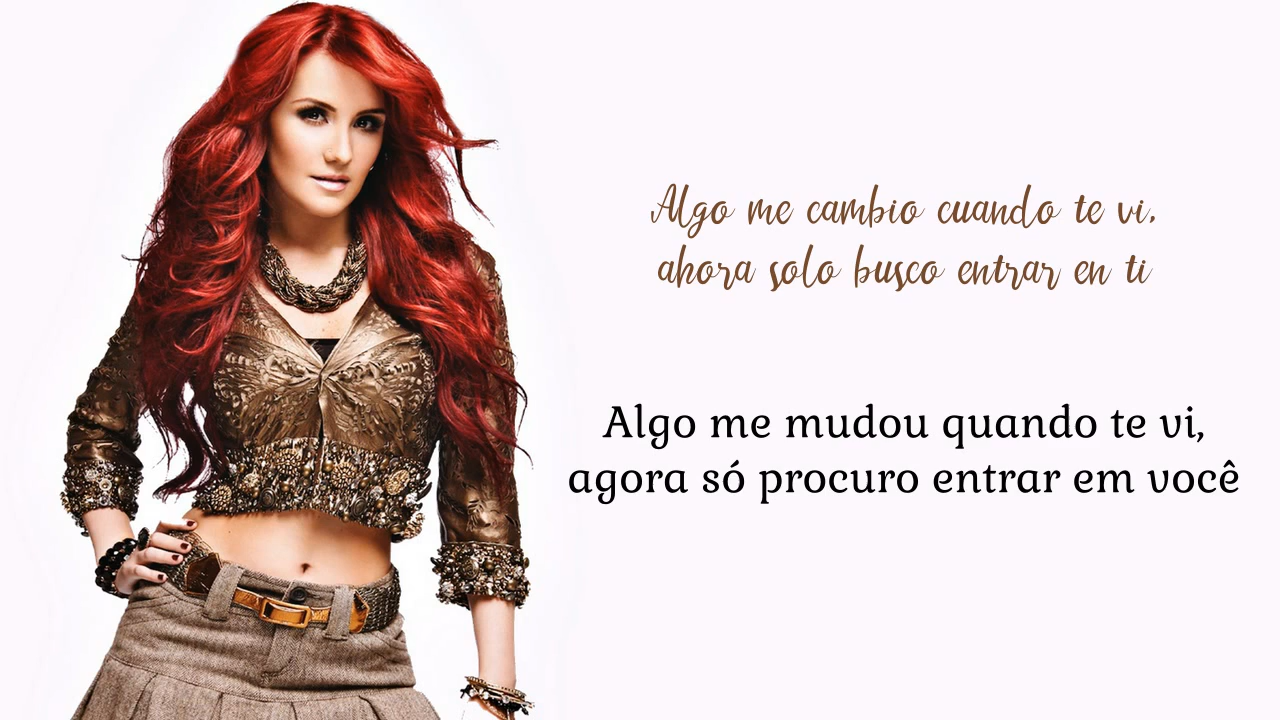 Algo me cambio cuando te vi,
ahora solo busco entrar en ti
Algo me mudou quando te vi,
agora só procuro entrar em você